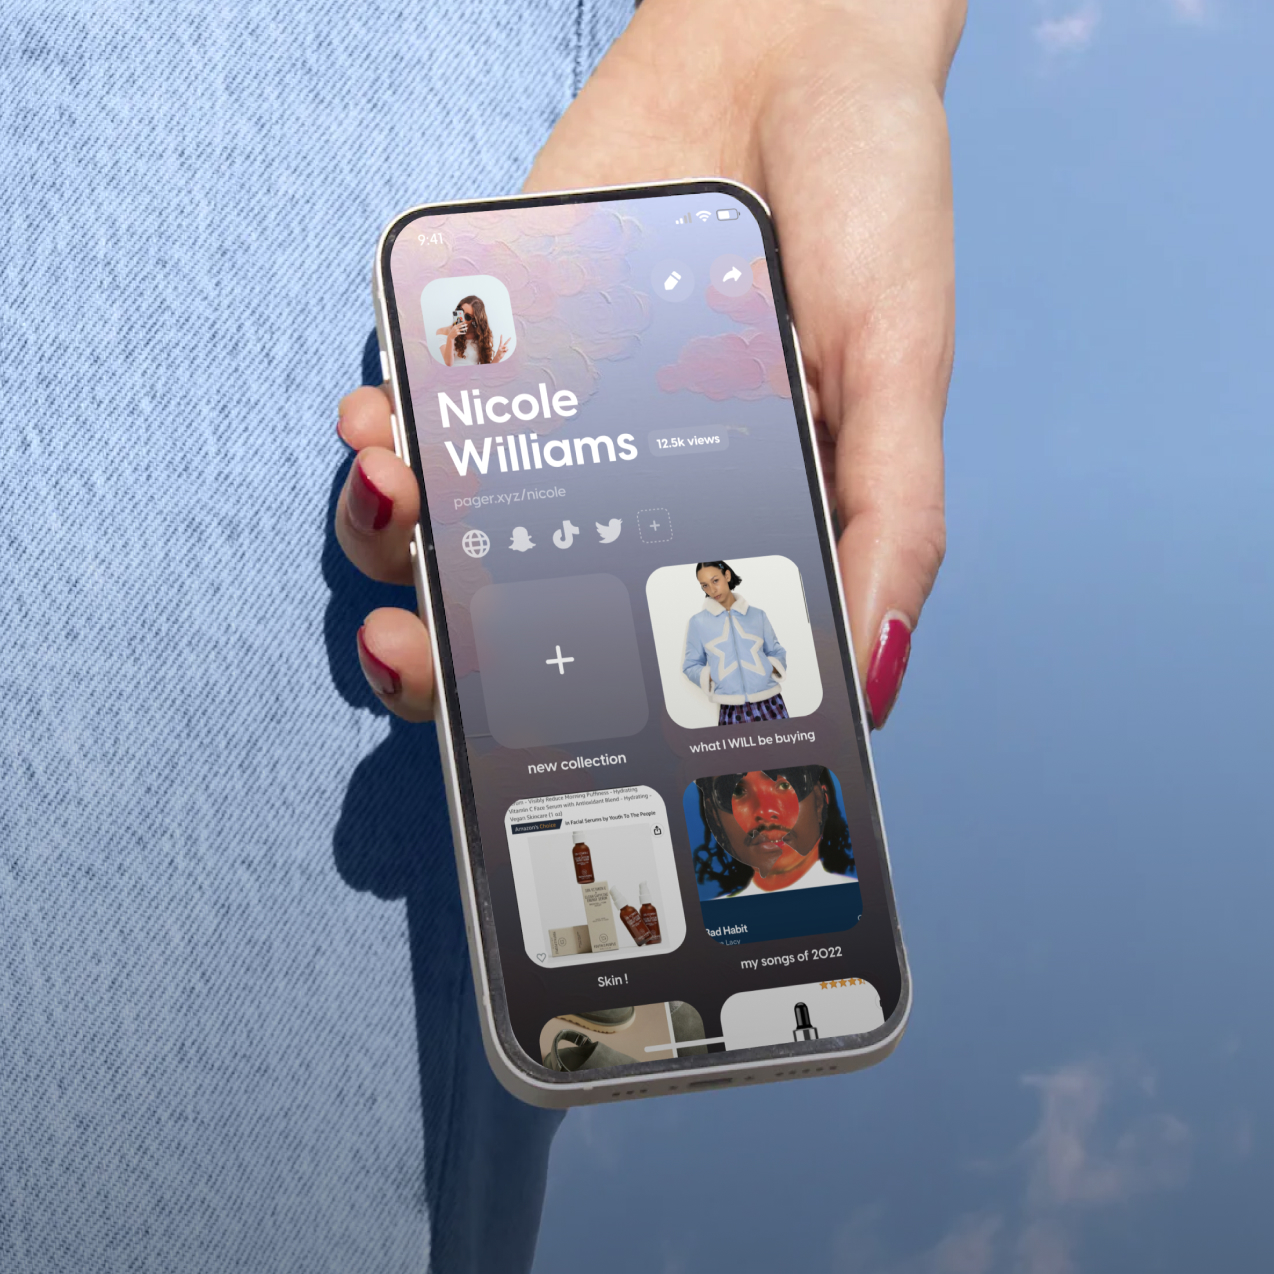 9:41
Nicole
Williams
12.5k views
pager.xyz/nicole
new collection
what I WILL be buying
- Visibly Reduce Morning Puffiness - Hydrating
Vitamin C Face Serum with Antioxidant Blend - Hydrating -
Vegan Skincare (1 oz)
Amazon's Choice in Facial Serums by Youth To The People
Bad Habit
Lacy
Skin !
my songs of 2022